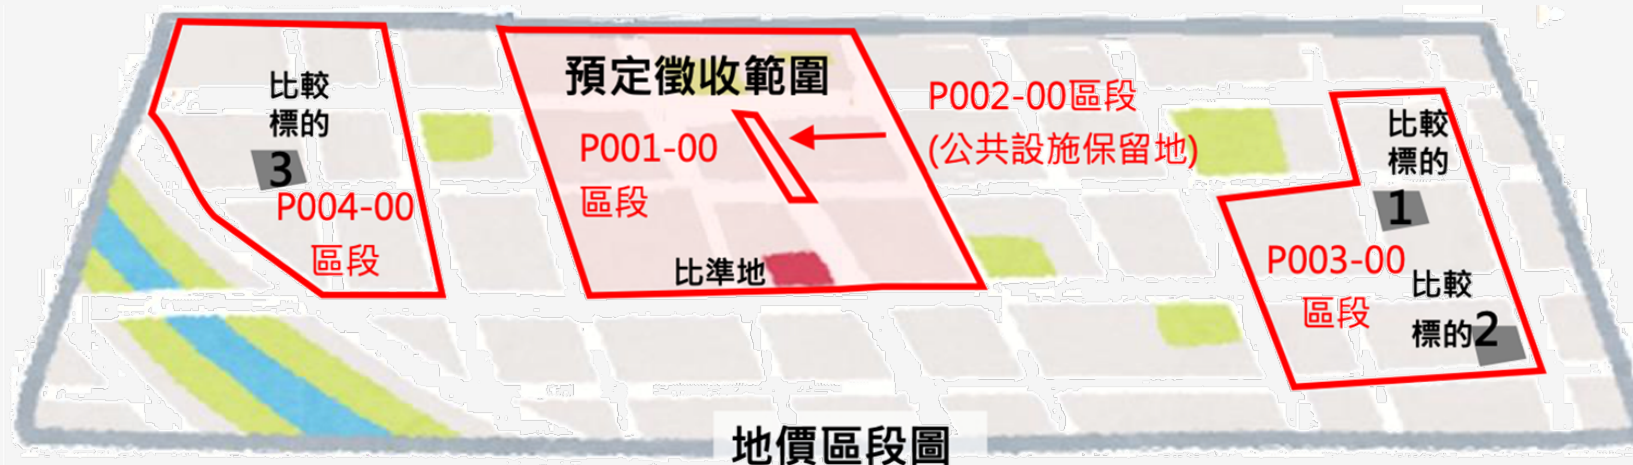 比較
標的
3
P004-00
區段
預定徵收範圍
P001-00
區段
比準地
P002-00區段
(公共設施保留地)
比較
標的
1
P003-00
區段
比較
標的2
地價區段圖